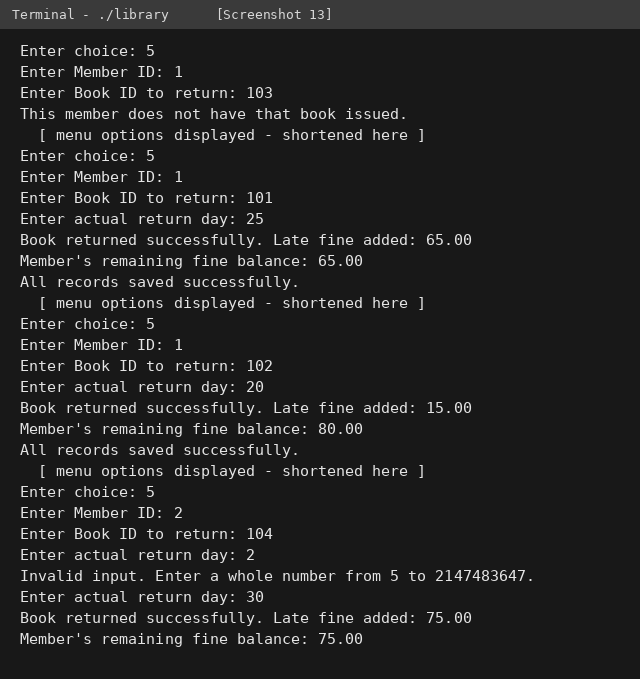 Terminal - ./library      [Screenshot 13]
Enter choice: 5
Enter Member ID: 1
Enter Book ID to return: 103
This member does not have that book issued.
  [ menu options displayed - shortened here ]
Enter choice: 5
Enter Member ID: 1
Enter Book ID to return: 101
Enter actual return day: 25
Book returned successfully. Late fine added: 65.00
Member's remaining fine balance: 65.00
All records saved successfully.
  [ menu options displayed - shortened here ]
Enter choice: 5
Enter Member ID: 1
Enter Book ID to return: 102
Enter actual return day: 20
Book returned successfully. Late fine added: 15.00
Member's remaining fine balance: 80.00
All records saved successfully.
  [ menu options displayed - shortened here ]
Enter choice: 5
Enter Member ID: 2
Enter Book ID to return: 104
Enter actual return day: 2
Invalid input. Enter a whole number from 5 to 2147483647.
Enter actual return day: 30
Book returned successfully. Late fine added: 75.00
Member's remaining fine balance: 75.00